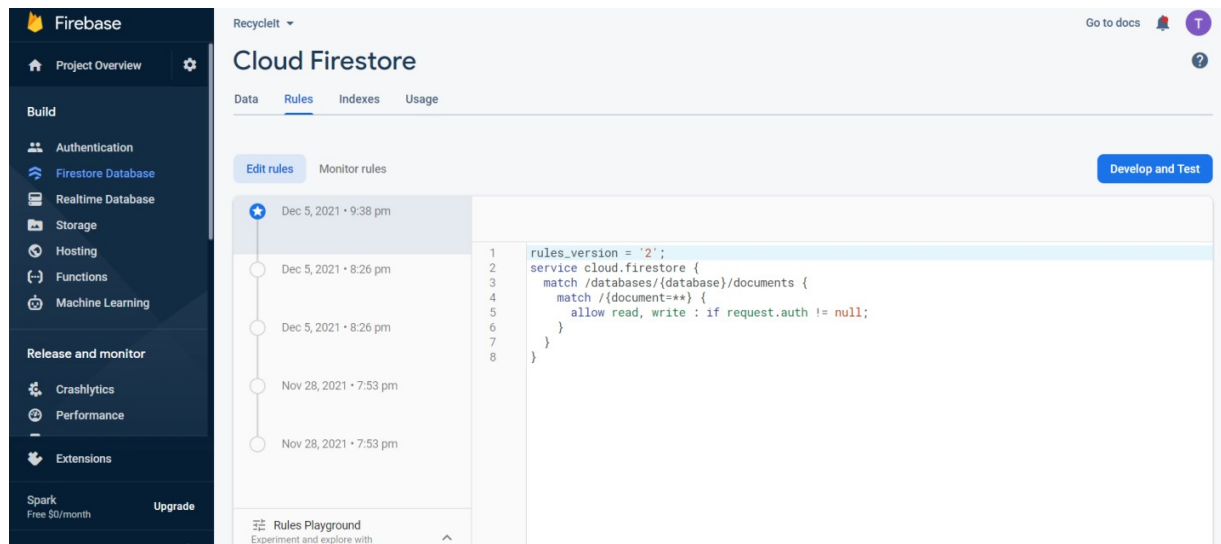 Firebase
RecycleIt
Go to docs
T
Project Overview
Cloud Firestore
?
Data Rules Indexes Usage
Build
Authentication
Firestore Database
Realtime Database
Storage
Hosting
Functions
Machine Learning
Release and monitor
Crashlytics
Performance
Extensions
Spark
Free $0/month
Upgrade
Edit rules Monitor rules
Develop and Test
Dec 5, 2021 • 9:38 pm
Dec 5, 2021 • 8:26 pm
Dec 5, 2021 • 8:26 pm
Nov 28, 2021 • 7:53 pm
Nov 28, 2021 • 7:53 pm
Rules Playground
Experiment and explore with
1 rules_version = '2';
2 service cloud.firestore {
3 match /databases/{database}/documents {
4 match /{document=**} {
5 allow read, write : if request.auth != null;
6 }
7 }
8 }